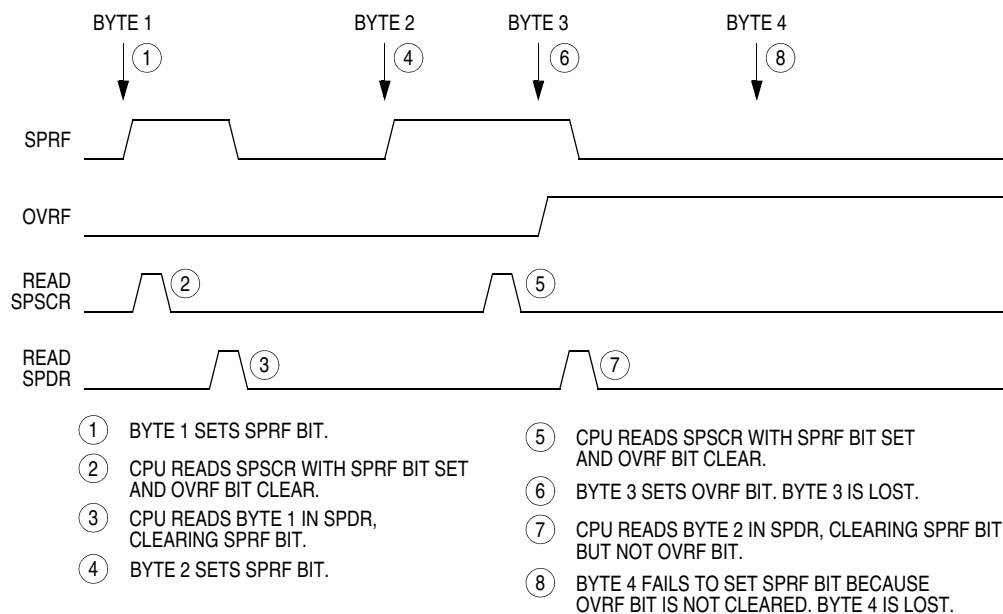 BYTE 1 BYTE 2 BYTE 3 BYTE 4
1 4 6 8
SPRF
OVRF
READ
SPSCR
2 5
READ
SPDR
3 7
1 BYTE 1 SETS SPRF BIT.
2 CPU READS SPSCR WITH SPRF BIT SET
AND OVRF BIT CLEAR.
3 CPU READS BYTE 1 IN SPDR,
CLEARING SPRF BIT.
4 BYTE 2 SETS SPRF BIT.
5 CPU READS SPSCR WITH SPRF BIT SET
AND OVRF BIT CLEAR.
6 BYTE 3 SETS OVRF BIT. BYTE 3 IS LOST.
7 CPU READS BYTE 2 IN SPDR, CLEARING SPRF BIT
BUT NOT OVRF BIT.
8 BYTE 4 FAILS TO SET SPRF BIT BECAUSE
OVRF BIT IS NOT CLEARED. BYTE 4 IS LOST.